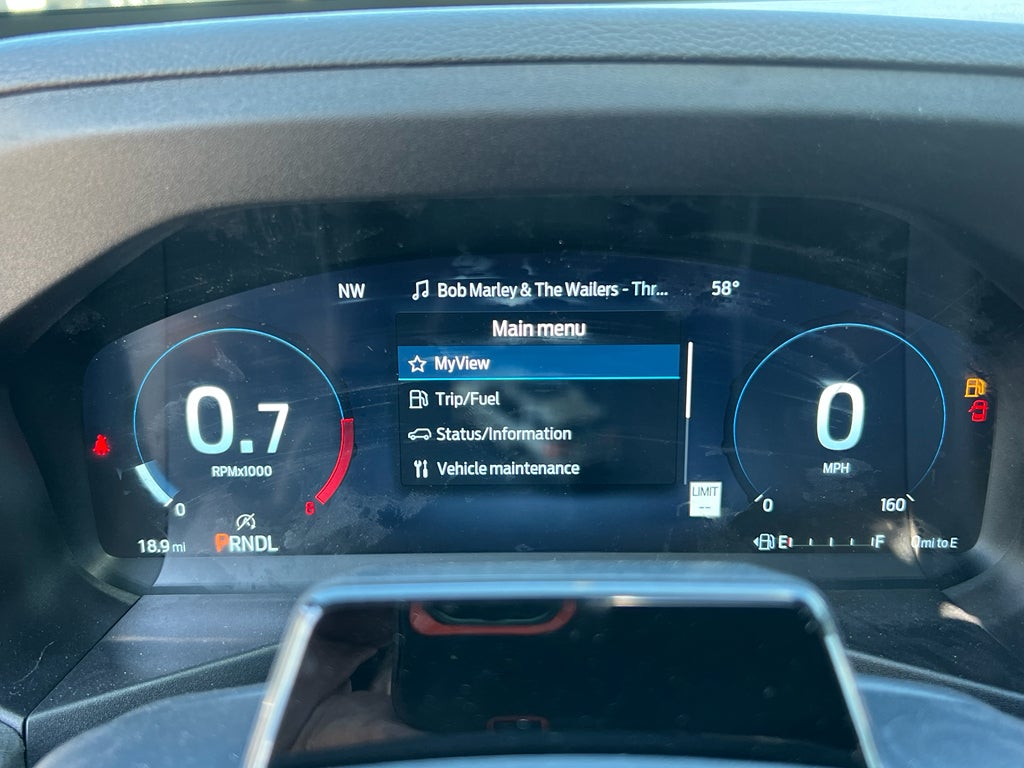 NW
Bob Marley & The Wailers - Thr...
58°
Main menu
MyView
Trip/Fuel
Status/Information
Vehicle maintenance
0.7
RPMx1000
0
8
0
MPH
0
160
LIMIT
--
18.9 mi
PRNDL
E
F
0 mi to E